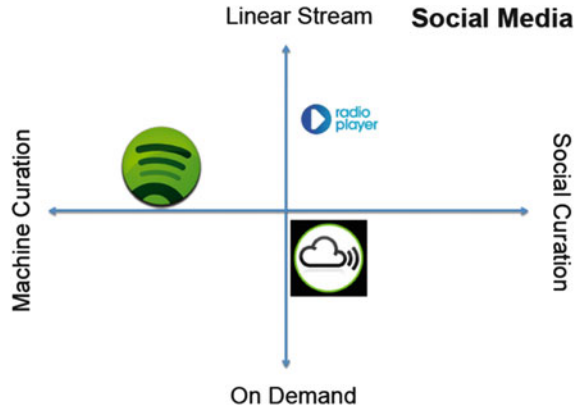 Linear Stream
Social Media
radio
player
Machine Curation
Social Curation
On Demand